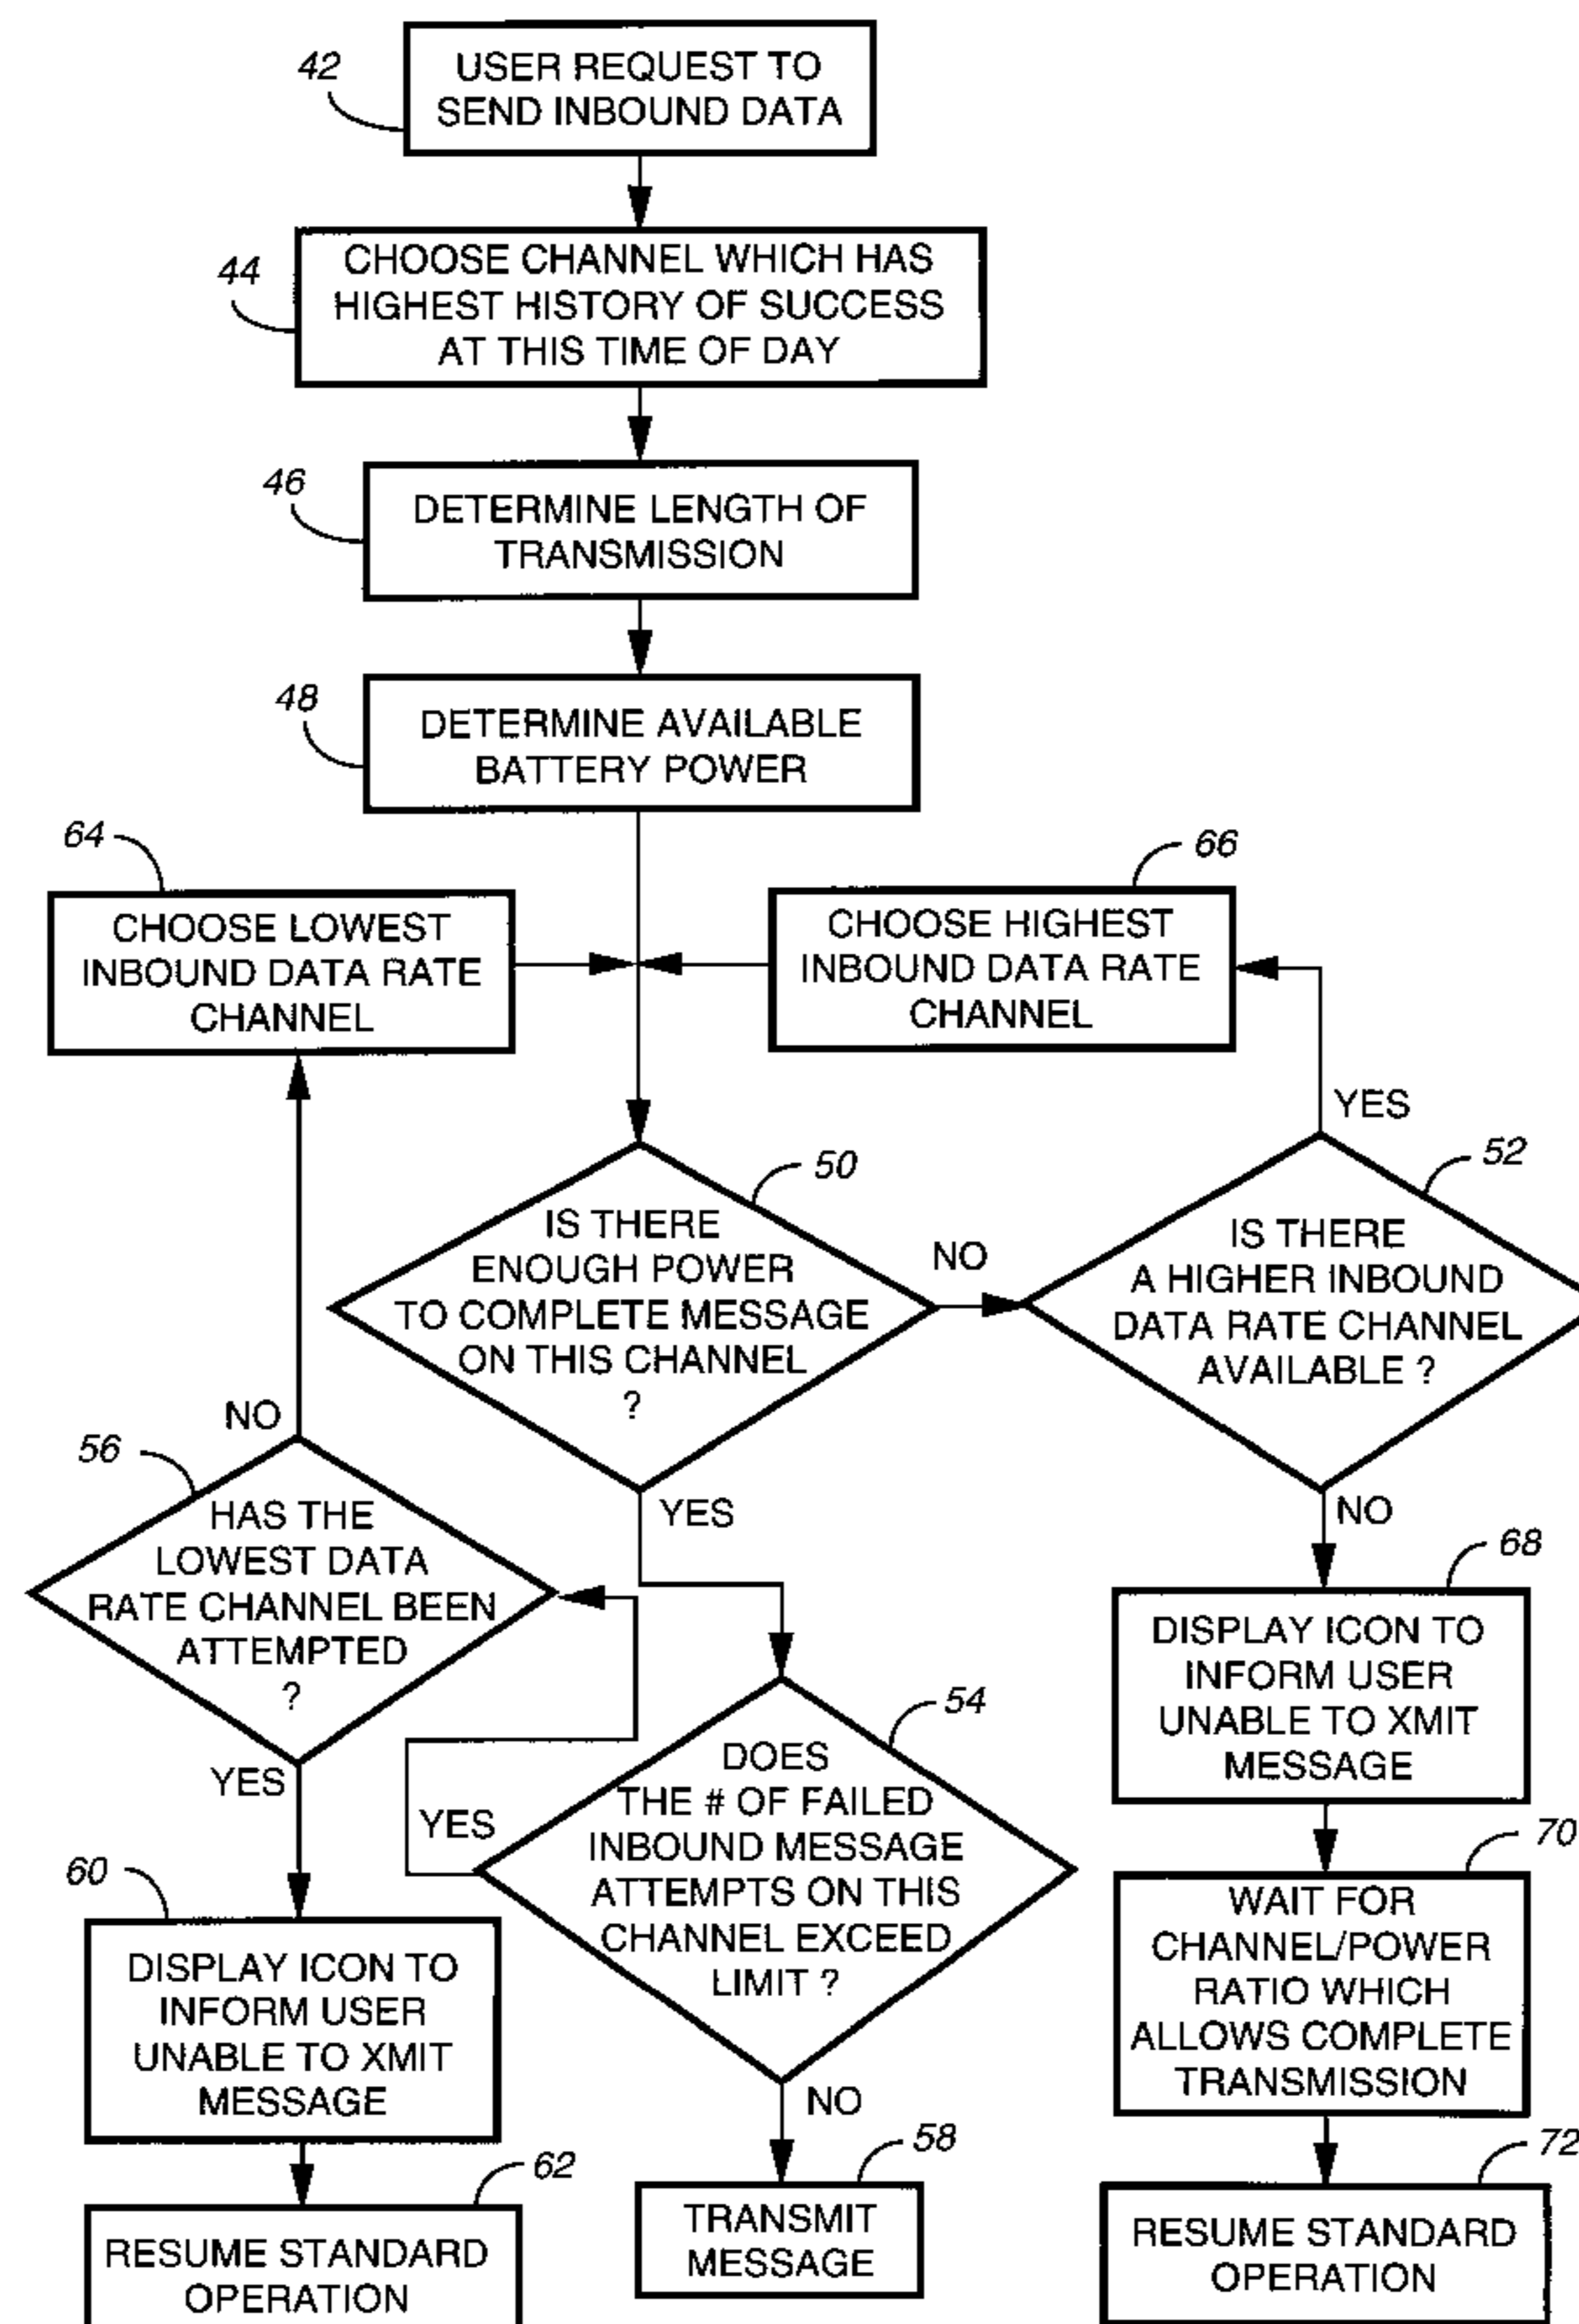 42
USER REQUEST TO
SEND INBOUND DATA
44
CHOOSE CHANNEL WHICH HAS
HIGHEST HISTORY OF SUCCESS
AT THIS TIME OF DAY
46
DETERMINE LENGTH OF
TRANSMISSION
48
DETERMINE AVAILABLE
BATTERY POWER
64
CHOOSE LOWEST
INBOUND DATA RATE
CHANNEL
66
CHOOSE HIGHEST
INBOUND DATA RATE
CHANNEL
YES
50
IS THERE
ENOUGH POWER
TO COMPLETE MESSAGE
ON THIS CHANNEL
?
NO
52
IS THERE
A HIGHER INBOUND
DATA RATE CHANNEL
AVAILABLE ?
NO
56
HAS THE
LOWEST DATA
RATE CHANNEL BEEN
ATTEMPTED
?
YES
YES
NO
54
DOES
THE # OF FAILED
INBOUND MESSAGE
ATTEMPTS ON THIS
CHANNEL EXCEED
LIMIT ?
YES
NO
68
DISPLAY ICON TO
INFORM USER
UNABLE TO XMIT
MESSAGE
60
DISPLAY ICON TO
INFORM USER
UNABLE TO XMIT
MESSAGE
70
WAIT FOR
CHANNEL/POWER
RATIO WHICH
ALLOWS COMPLETE
TRANSMISSION
62
RESUME STANDARD
OPERATION
58
TRANSMIT
MESSAGE
72
RESUME STANDARD
OPERATION